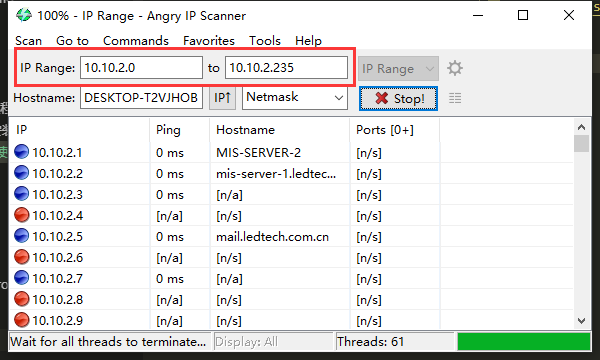 100% - IP Range - Angry IP Scanner
Scan Go to Commands Favorites Tools Help
IP Range: 10.10.2.0 to 10.10.2.235 IP Range
Hostname: DESKTOP-T2VJHOB IP↑ Netmask Stop!
IP Ping Hostname Ports [0+]
10.10.2.1 0 ms MIS-SERVER-2 [n/s]
10.10.2.2 0 ms mis-server-1.ledtec... [n/s]
10.10.2.3 0 ms [n/a] [n/s]
10.10.2.4 [n/a] [n/s] [n/s]
10.10.2.5 0 ms mail.ledtech.com.cn [n/s]
10.10.2.6 [n/a] [n/s] [n/s]
10.10.2.7 0 ms [n/a] [n/s]
10.10.2.8 [n/a] [n/s] [n/s]
10.10.2.9 [n/a] [n/s] [n/s]
Wait for all threads to terminate... Display: All Threads: 61